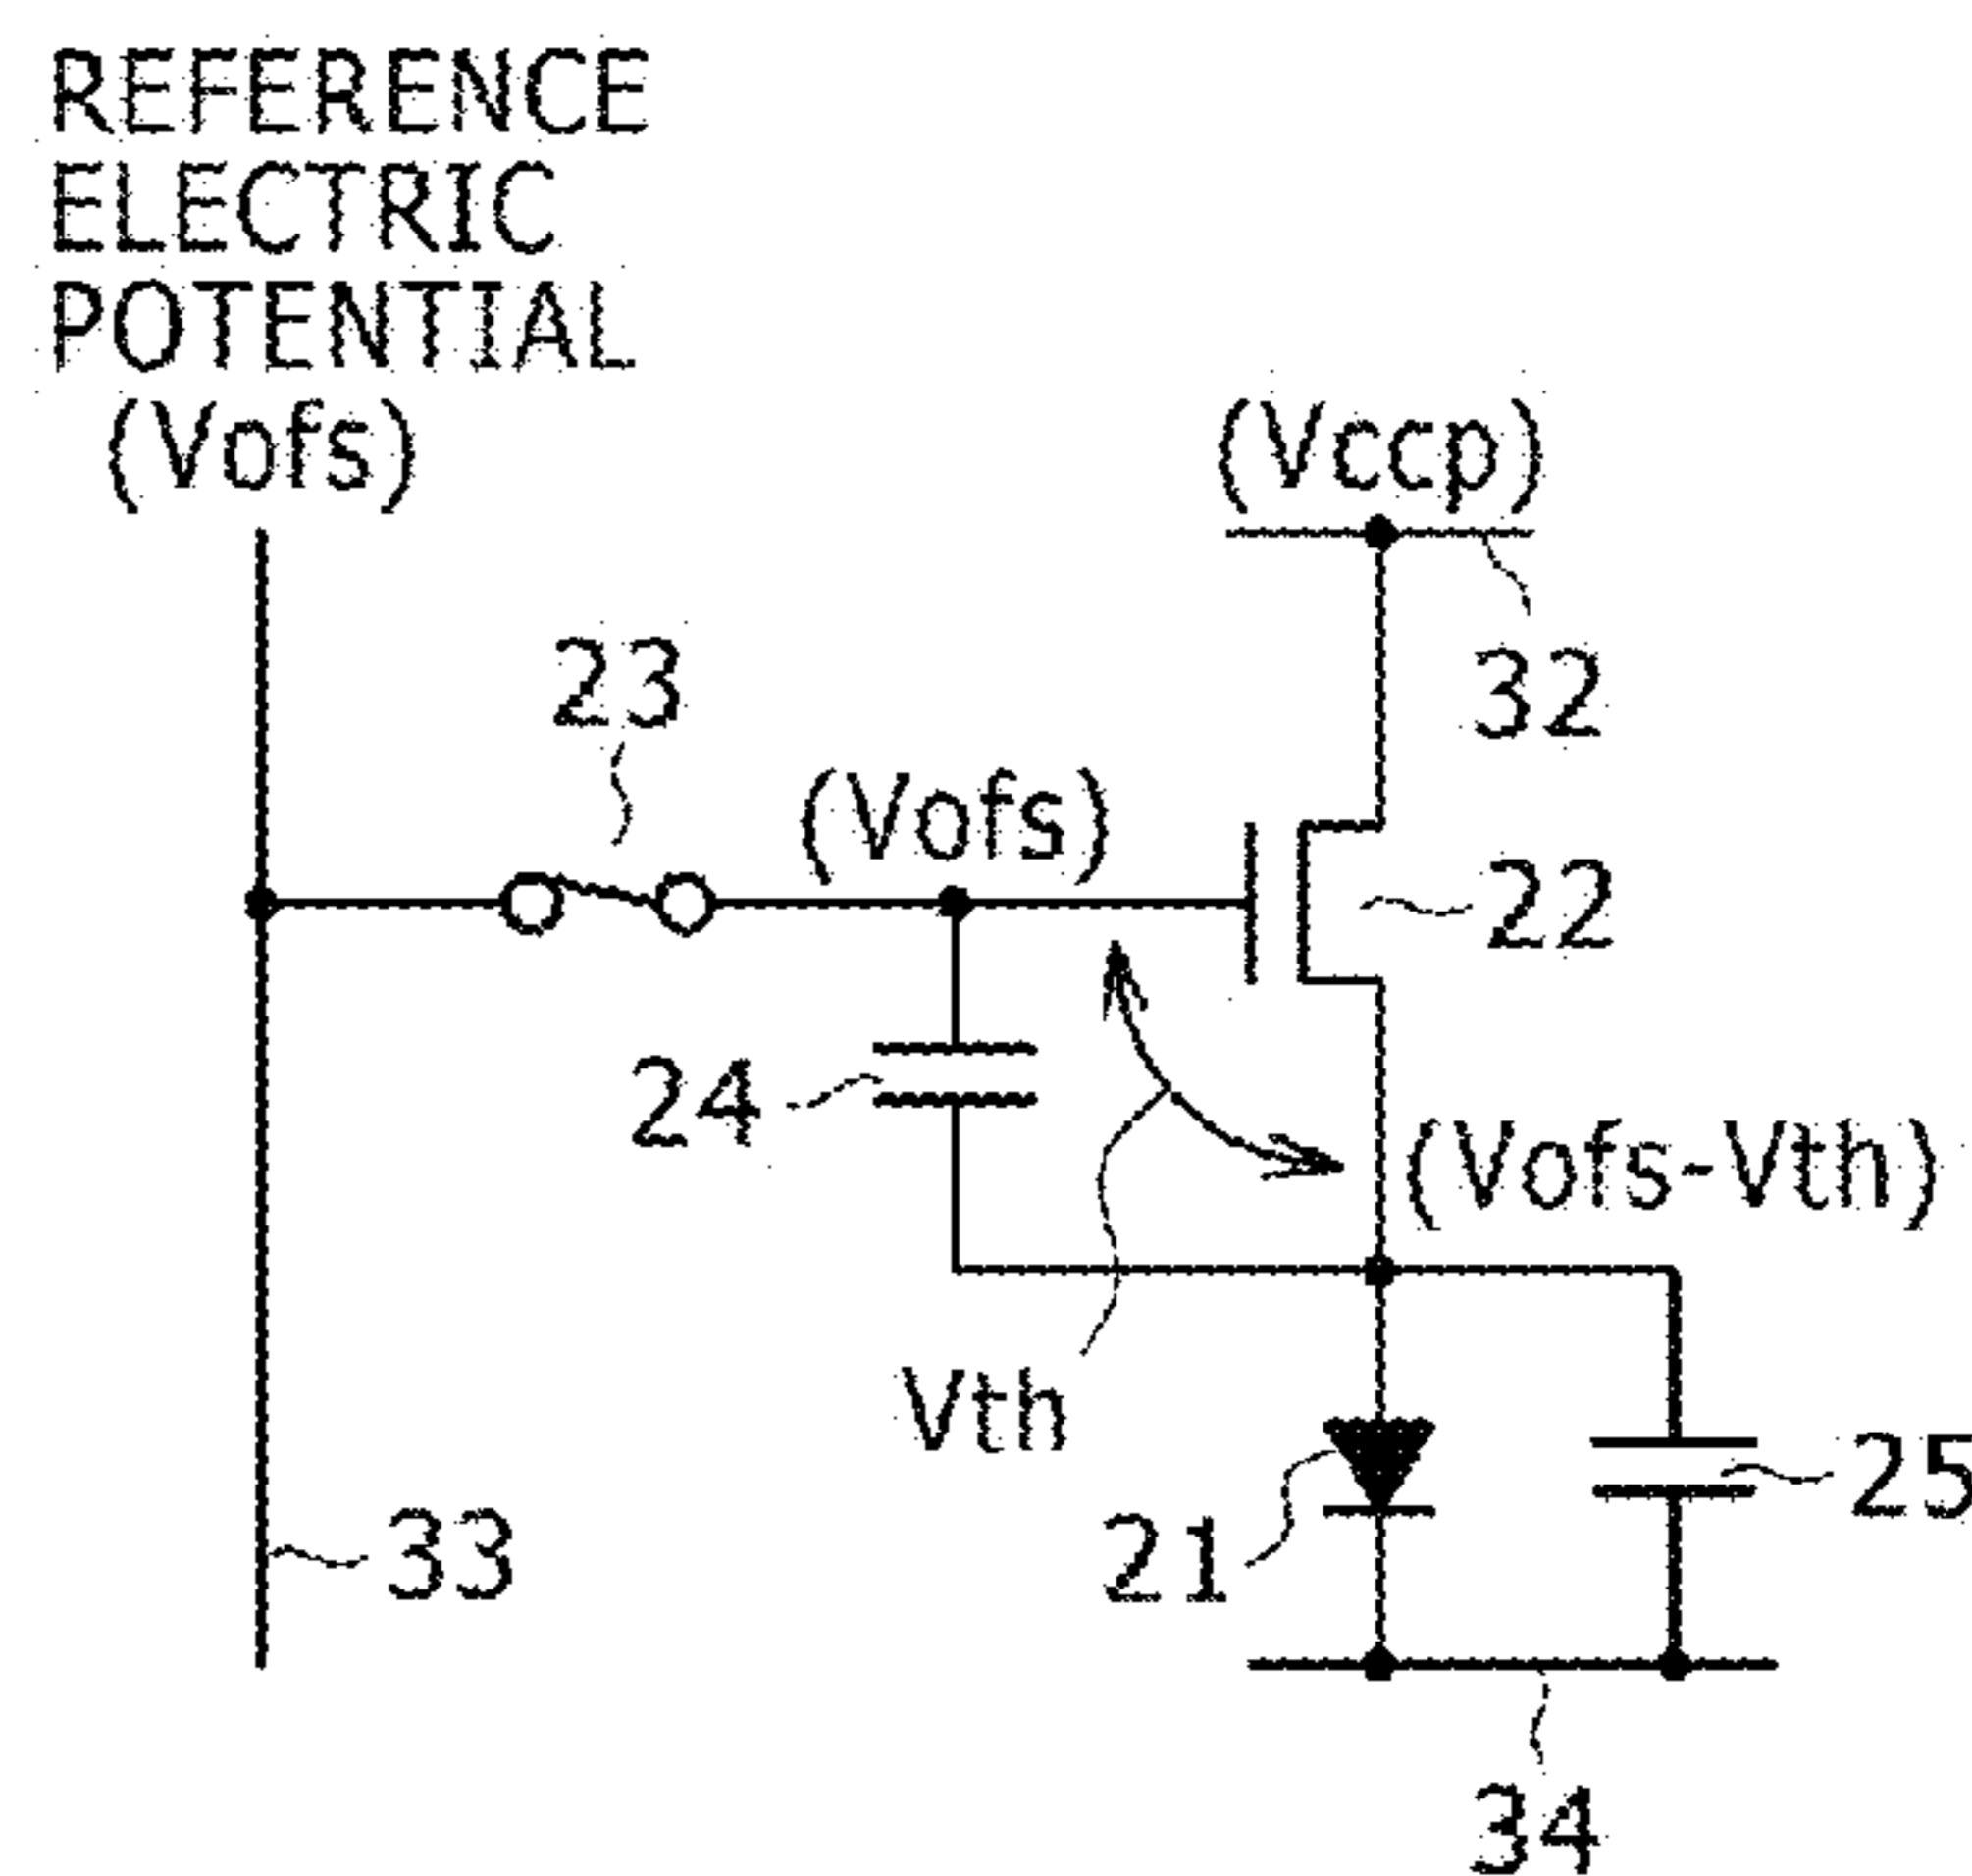 REFERENCE
ELECTRIC
POTENTIAL
(Vofs)
(Vccp)
32
23
(Vofs)
22
24
(Vofs-Vth)
Vth
21
25
33
34